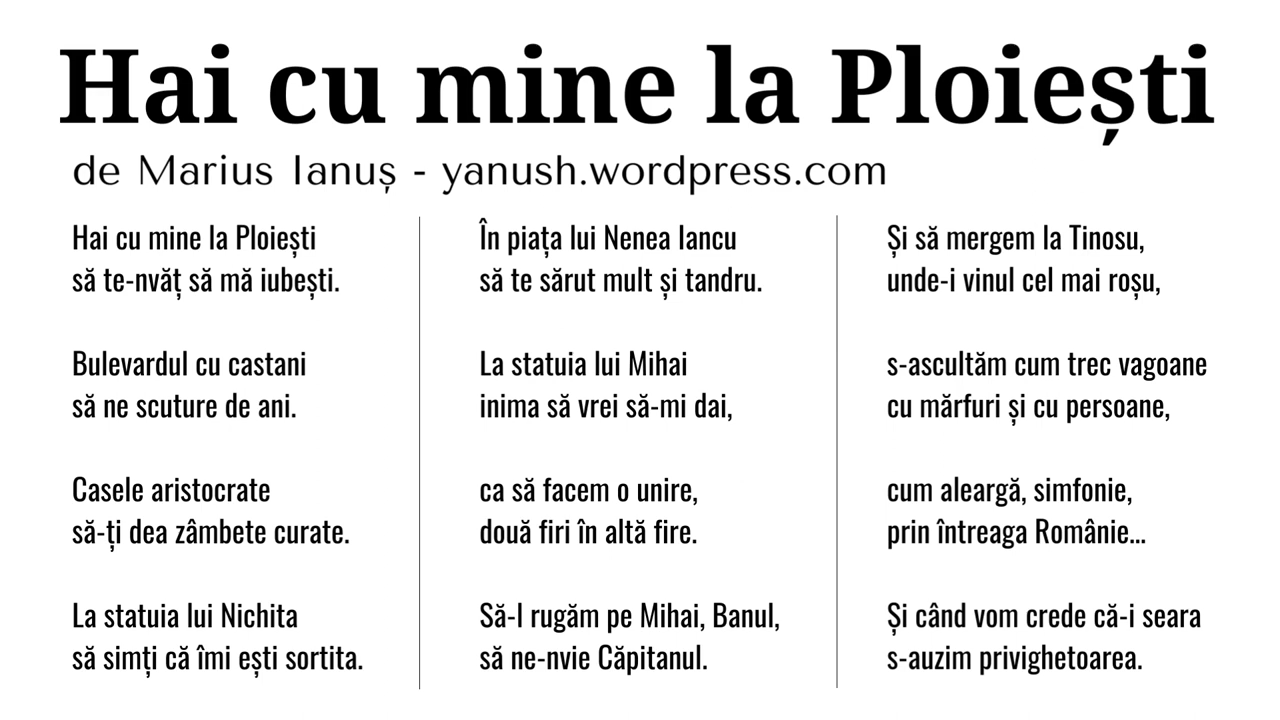 Hai cu mine la Ploiești
de Marius Ianuș - yanush.wordpress.com
Hai cu mine la Ploiești
să te-nvăț să mă iubești.
Bulevardul cu castani
să ne scuture de ani.
Casele aristocrate
să-ți dea zâmbete curate.
La statuia lui Nichita
să simți că îmi ești sortita.
În piața lui Nenea Iancu
să te sărut mult și tandru.
La statuia lui Mihai
inima să vrei să-mi dai,
ca să facem o unire,
două firi în altă fire.
Să-l rugăm pe Mihai, Banul,
să ne-nvie Căpitanul.
Și să mergem la Tinosu,
unde-i vinul cel mai roșu,
s-ascultăm cum trec vagoane
cu mărfuri și cu persoane,
cum aleargă, simfonie,
prin întreaga Românie...
Și când vom crede că-i seara
s-auzim privighetoarea.